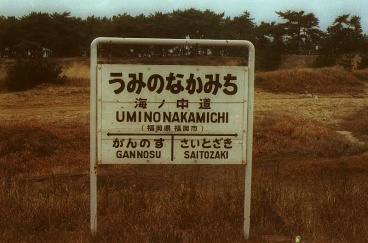 うみのなかみち
海ノ中道
UMINONAKAMICHI
(福岡県 福岡市)
がんのす さいとざき
GANNOSU SAITOZAKI